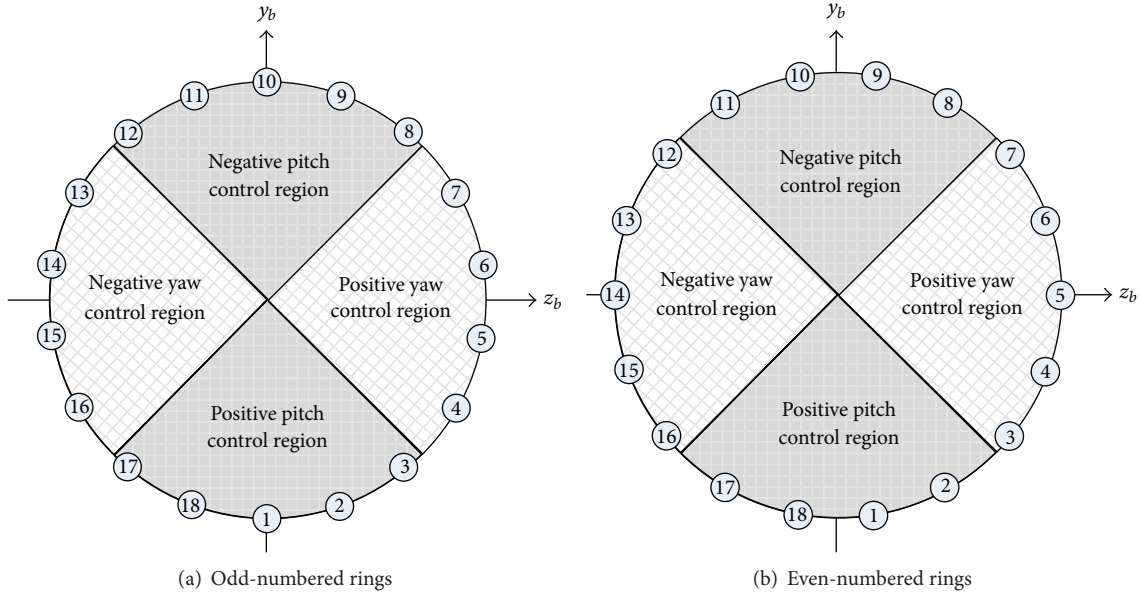 y_b
10
11
9
12
8
Negative pitch
control region
13
7
14
6
Negative yaw
control region
Positive yaw
control region
z_b
15
5
16
4
Positive pitch
control region
17
3
18
2
1
(a) Odd-numbered rings
y_b
10
9
11
8
12
7
Negative pitch
control region
13
6
Negative yaw
control region
Positive yaw
control region
14
5
z_b
15
4
Positive pitch
control region
16
3
17
2
18
1
(b) Even-numbered rings